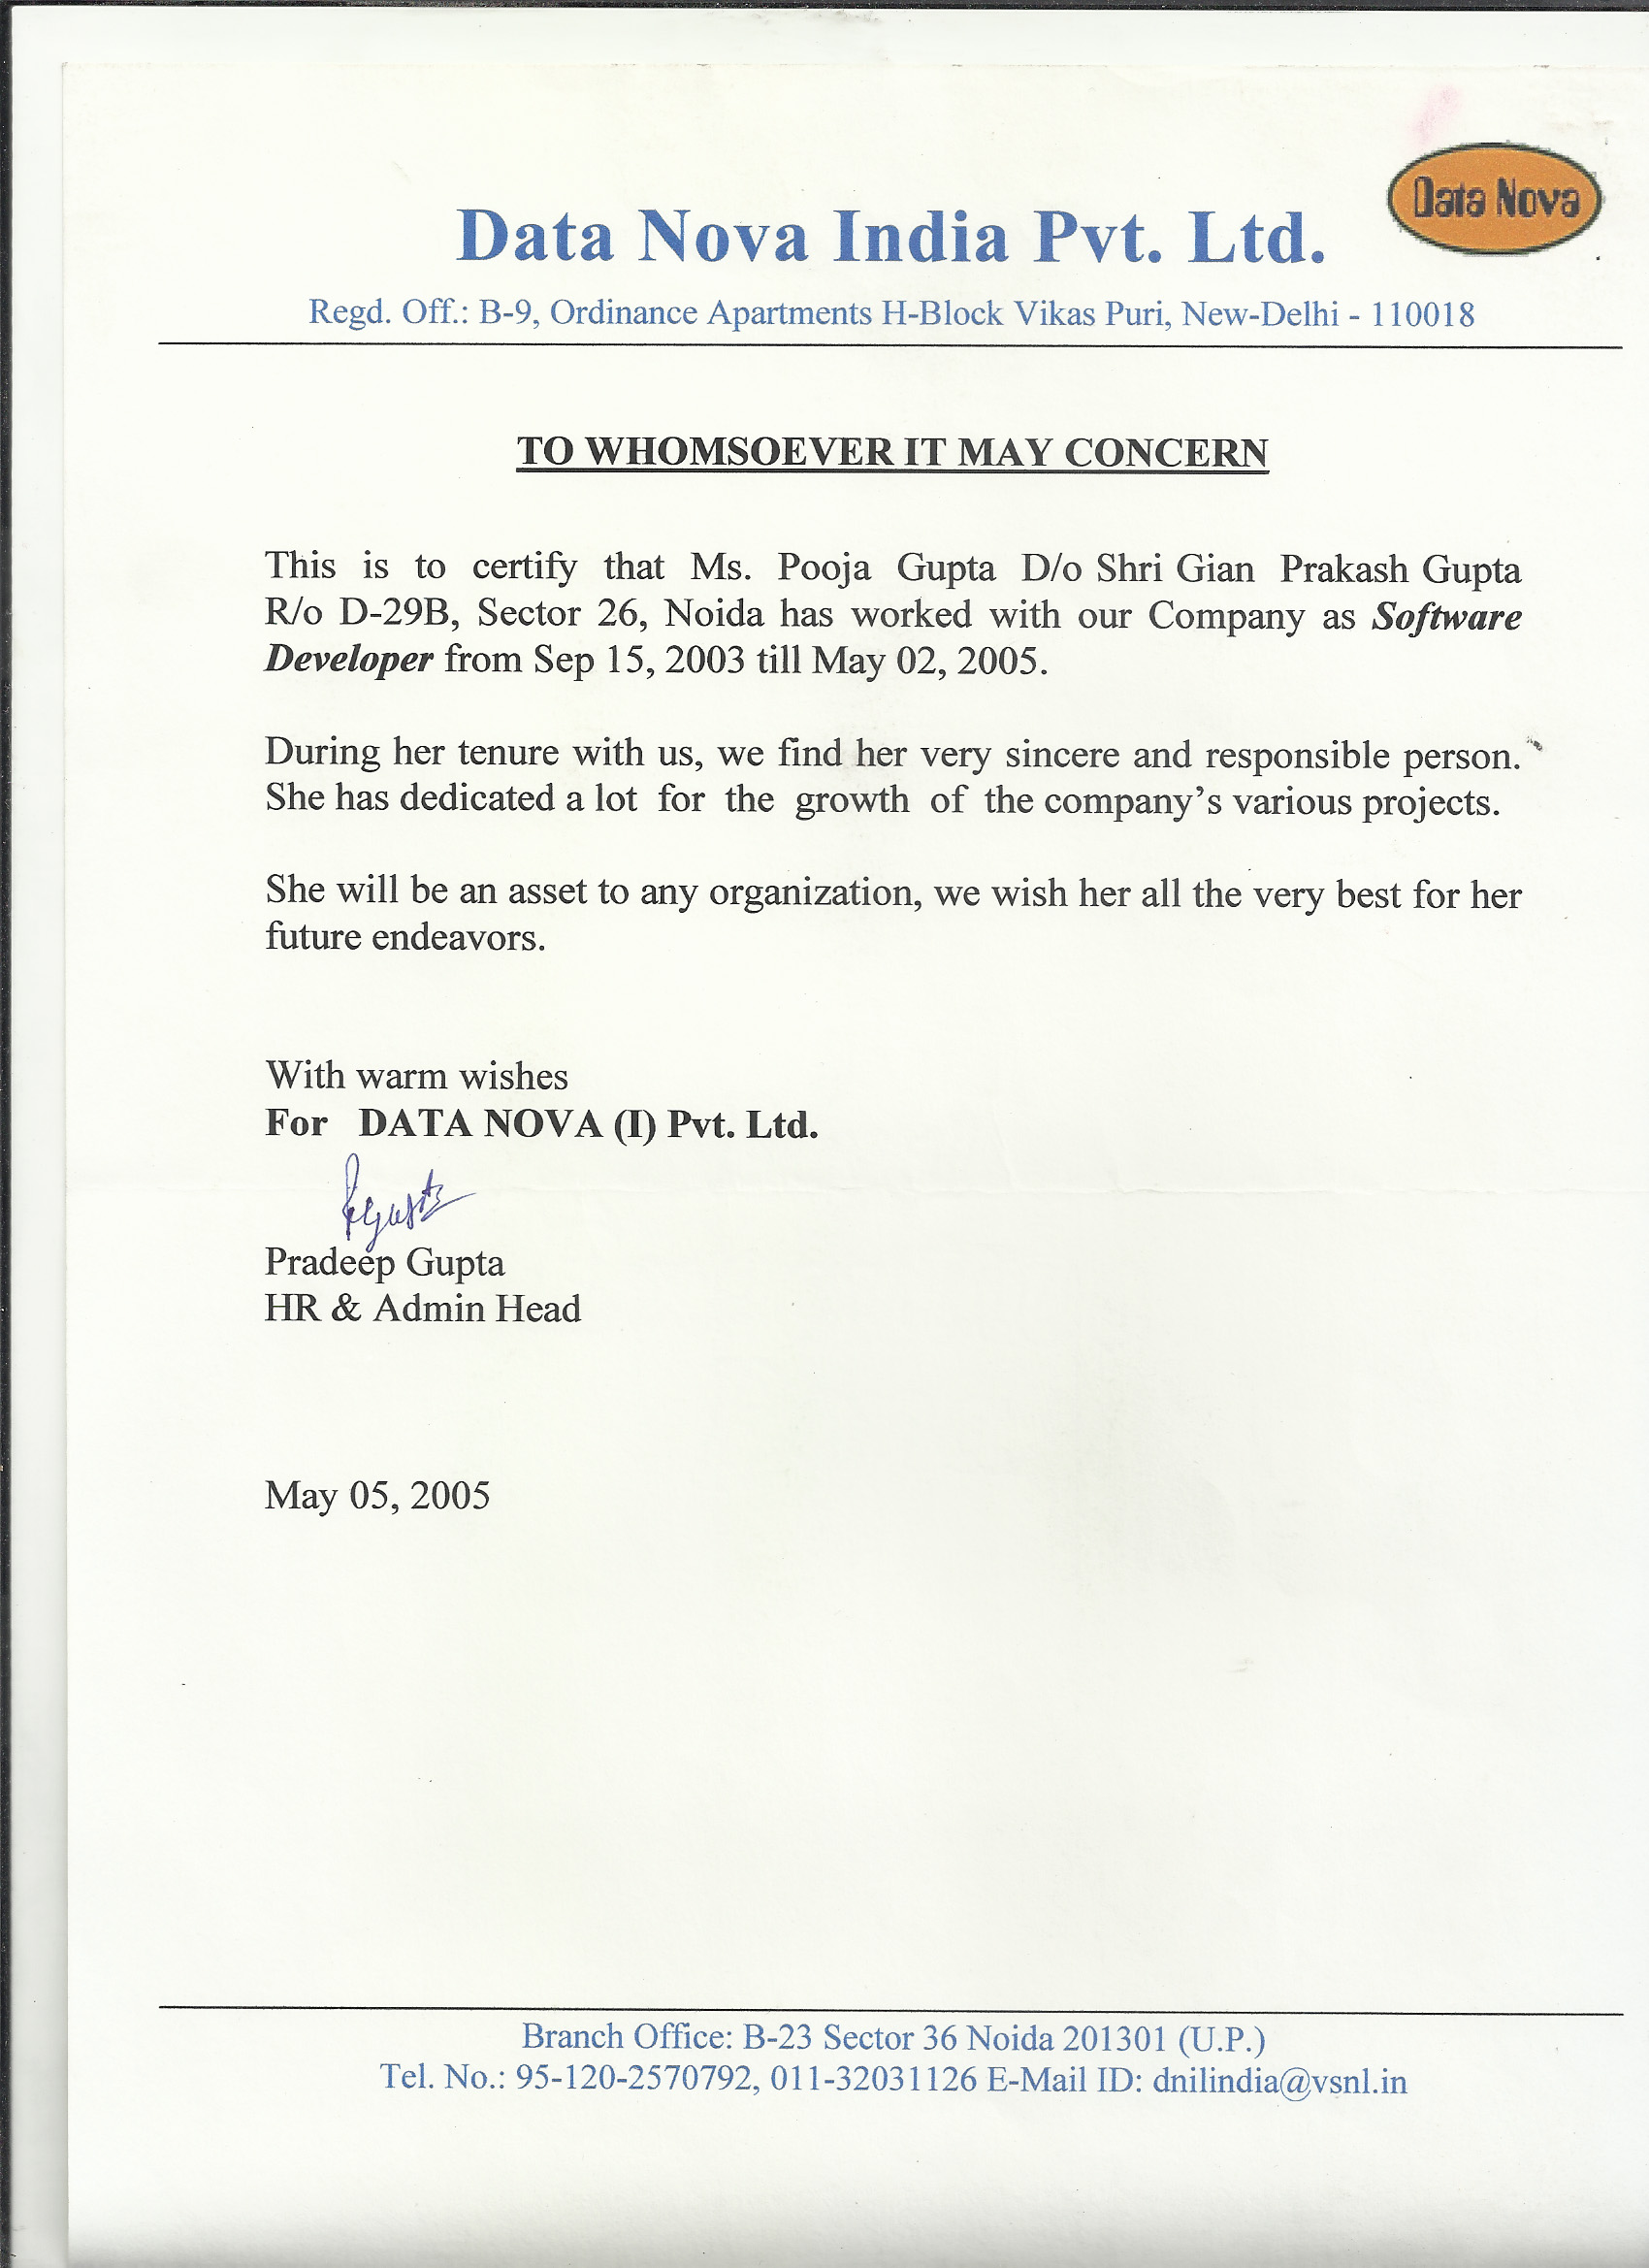 Data Nova
Data Nova India Pvt. Ltd.
Regd. Off.: B-9, Ordinance Apartments H-Block Vikas Puri, New-Delhi - 110018
TO WHOMSOEVER IT MAY CONCERN
This is to certify that Ms. Pooja Gupta D/o Shri Gian Prakash Gupta
R/o D-29B, Sector 26, Noida has worked with our Company as Software
Developer from Sep 15, 2003 till May 02, 2005.
During her tenure with us, we find her very sincere and responsible person.
She has dedicated a lot for the growth of the company’s various projects.
She will be an asset to any organization, we wish her all the very best for her
future endeavors.
With warm wishes
For DATA NOVA (I) Pvt. Ltd.
Pradeep Gupta
HR & Admin Head
May 05, 2005
Branch Office: B-23 Sector 36 Noida 201301 (U.P.)
Tel. No.: 95-120-2570792, 011-32031126 E-Mail ID: dnilindia@vsnl.in